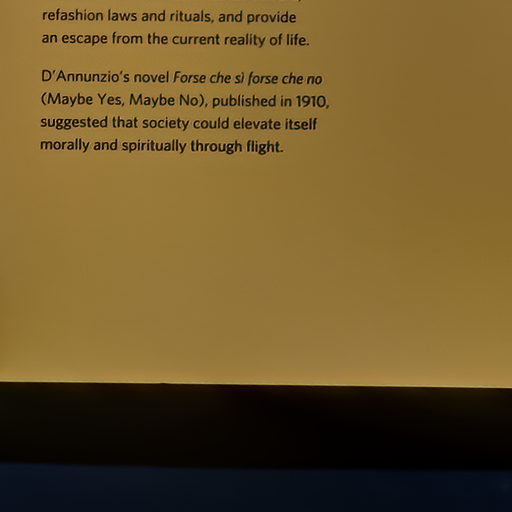 refashion laws and rituals, and provide
an escape from the current reality of life.
D'Annunzio's novel Forse che sì forse che no
(Maybe Yes, Maybe No), published in 1910,
suggested that society could elevate itself
morally and spiritually through flight.